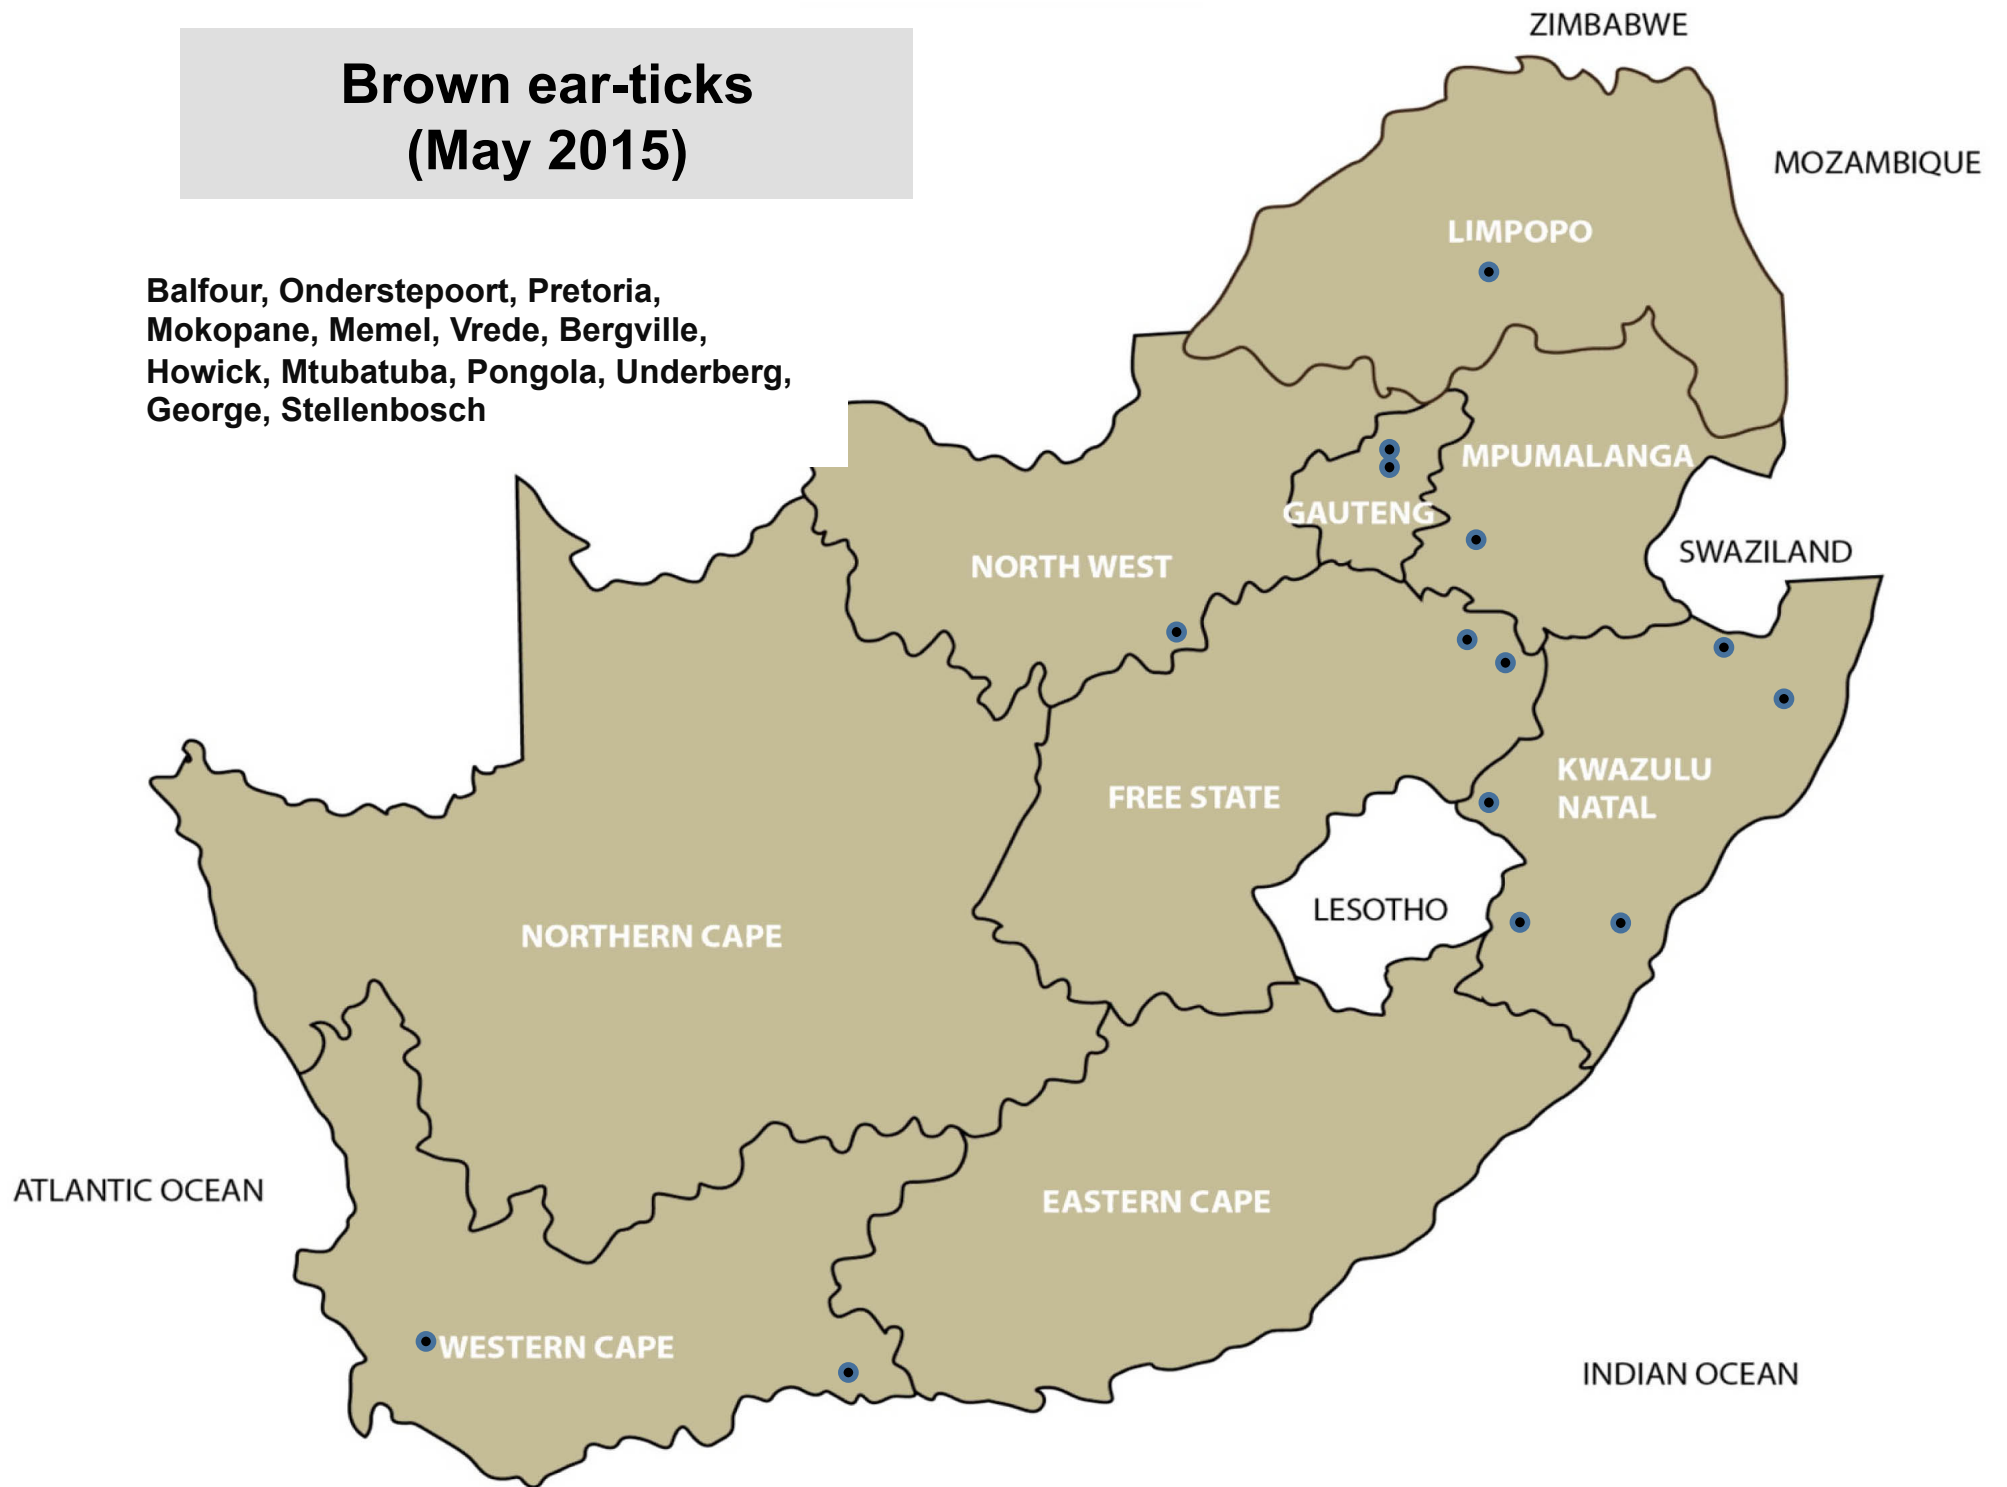 Brown ear-ticks
(May 2015)
Balfour, Onderstepoort, Pretoria,
Mokopane, Memel, Vrede, Bergville,
Howick, Mtubatuba, Pongola, Underberg,
George, Stellenbosch
ZIMBABWE
MOZAMBIQUE
LIMPOPO
MPUMALANGA
GAUTENG
SWAZILAND
NORTH WEST
KWAZULU
NATAL
FREE STATE
LESOTHO
NORTHERN CAPE
ATLANTIC OCEAN
EASTERN CAPE
WESTERN CAPE
INDIAN OCEAN